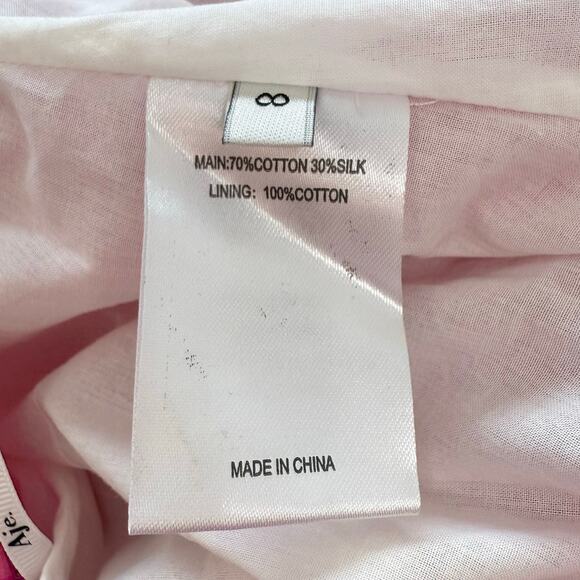 8
MAIN:70%COTTON 30%SILK
LINING: 100%COTTON
MADE IN CHINA
Aje.